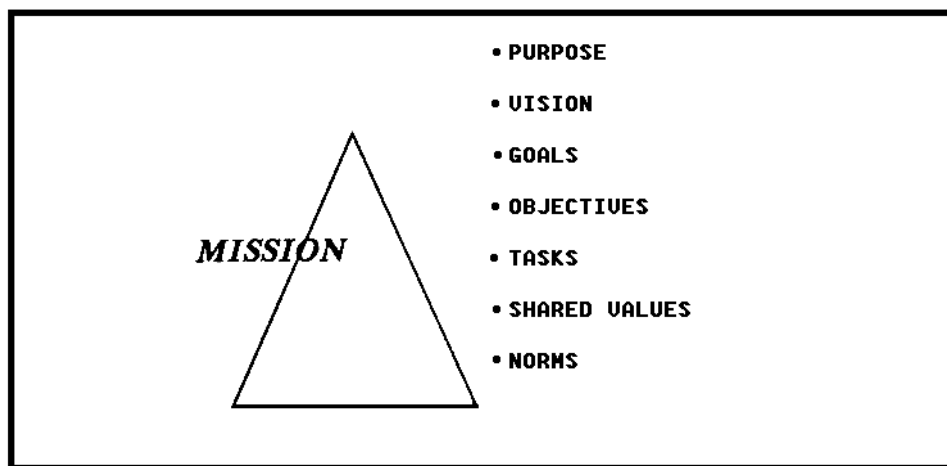 • PURPOSE
• VISION
• GOALS
• OBJECTIVES
MISSION
• TASKS
• SHARED VALUES
• NORMS